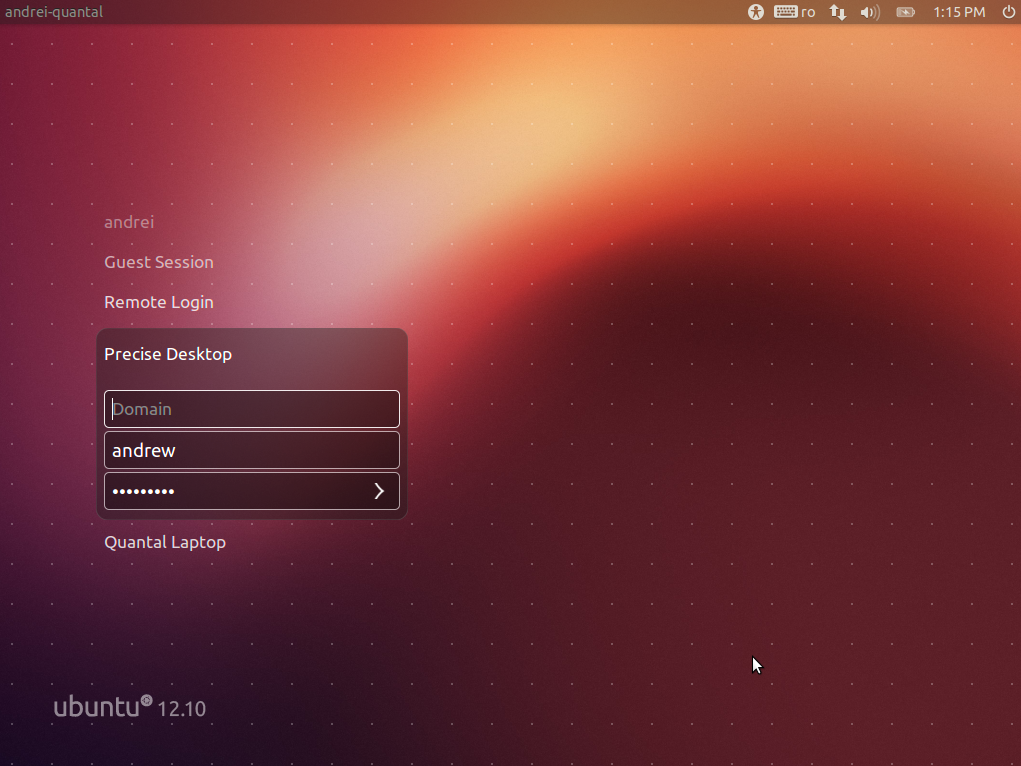 andrei-quantal
ro
1:15 PM
andrei
Guest Session
Remote Login
Precise Desktop
Domain
andrew
•••••••••
Quantal Laptop
ubuntu 12.10